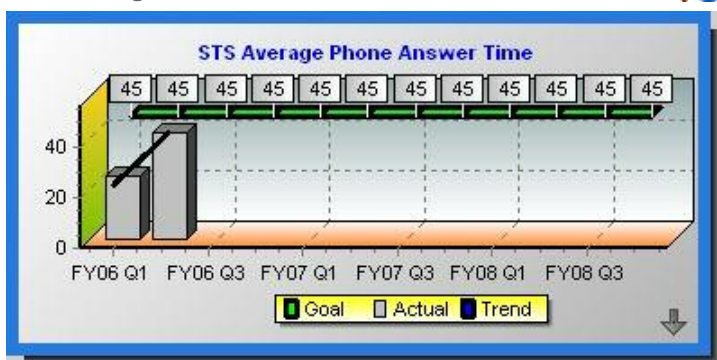 STS Average Phone Answer Time
45 45 45 45 45 45 45 45 45 45 45 45
40
20
0
FY06 Q1 FY06 Q3 FY07 Q1 FY07 Q3 FY08 Q1 FY08 Q3
Goal Actual Trend